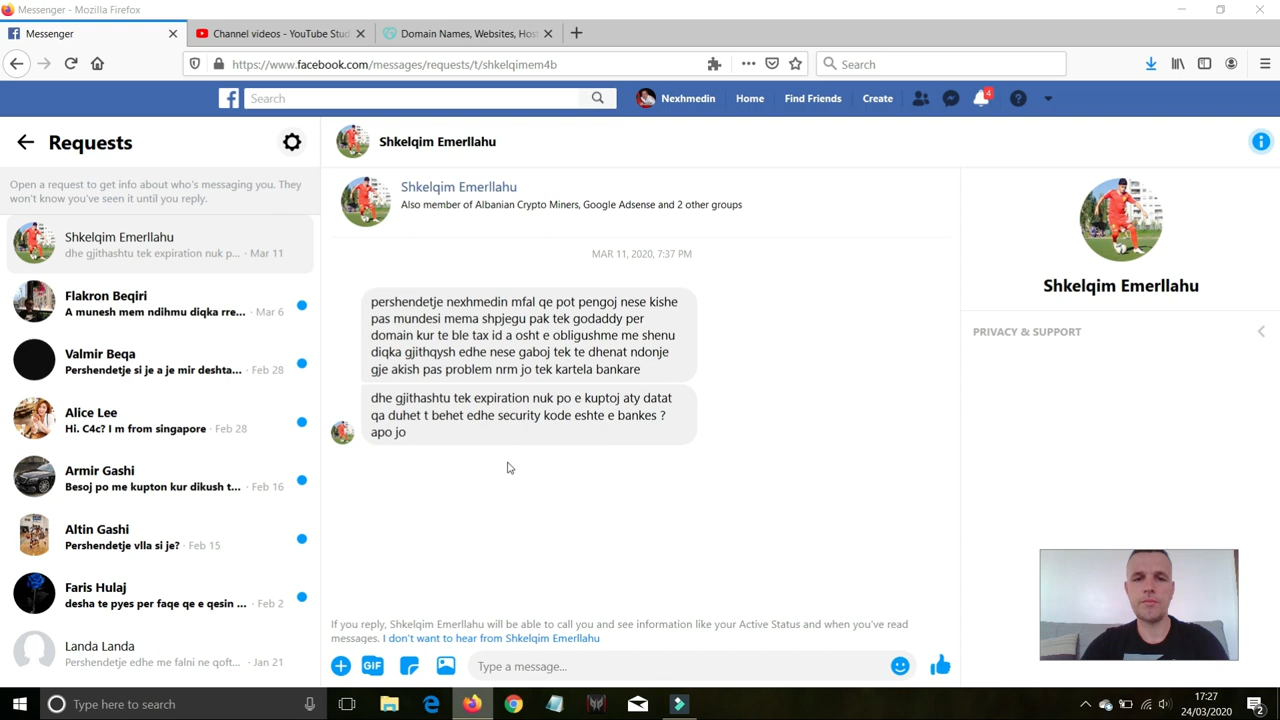 Messenger - Mozilla Firefox
Messenger
Channel videos - YouTube Stud
Domain Names, Websites, Host
https://www.facebook.com/messages/requests/t/shkelqimem4b
Search
Search
Nexhmedin
Home
Find Friends
Create
4
Requests
Open a request to get info about who's messaging you. They
won't know you've seen it until you reply.
Shkelqim Emerllahu
dhe gjithashtu tek expiration nuk p... · Mar 11
Flakron Beqiri
A munesh mem ndihmu diqka rre... · Mar 6
Valmir Beqa
Pershendetje si je a je mir deshta... · Feb 28
Alice Lee
Hi. C4c? I m from singapore · Feb 28
Armir Gashi
Besoj po me kupton kur dikush t... · Feb 16
Altin Gashi
Pershendetje vlla si je? · Feb 15
Faris Hulaj
desha te pyes per faqe qe e qesin ... · Feb 2
Landa Landa
Pershendetje edhe me falni ne qoft... · Jan 21
Shkelqim Emerllahu
Shkelqim Emerllahu
Also member of Albanian Crypto Miners, Google Adsense and 2 other groups
MAR 11, 2020, 7:37 PM
pershendetje nexhmedin mfal qe pot pengoj nese kishe
pas mundesi mema shpjegu pak tek godaddy per
domain kur te ble tax id a osht e obligushme me shenu
diqka gjithqysh edhe nese gaboj tek te dhenat ndonje
gje akish pas problem nrm jo tek kartela bankare
dhe gjithashtu tek expiration nuk po e kuptoj aty datat
qa duhet t behet edhe security kode eshte e bankes ?
apo jo
If you reply, Shkelqim Emerllahu will be able to call you and see information like your Active Status and when you've read
messages. I don't want to hear from Shkelqim Emerllahu
GIF
Type a message...
Shkelqim Emerllahu
PRIVACY & SUPPORT
Type here to search
17:27
24/03/2020
2